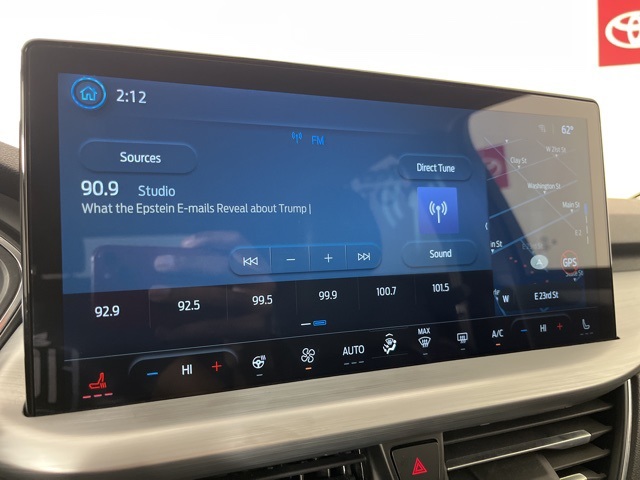 2:12
62°
FM
Sources
Direct Tune
90.9 Studio
What the Epstein E-mails Reveal about Trump |
Sound
92.9 92.5 99.5 99.9 100.7 101.5
W 21st St
Clay St
Washington St
Main St
GPS
W E 23rd St
HI AUTO MAX A/C HI